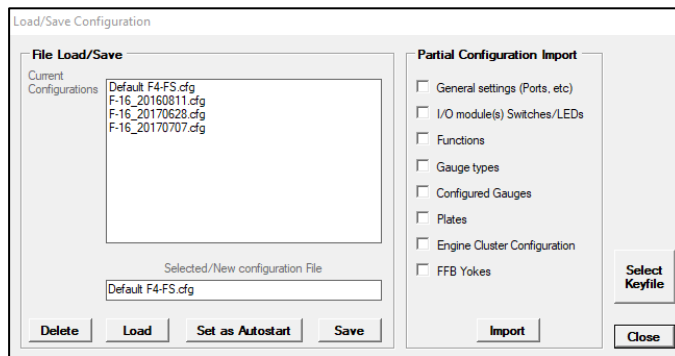 Load/Save Configuration
File Load/Save
Current
Configurations
Default F4-FS.cfg
F-16_20160811.cfg
F-16_20170628.cfg
F-16_20170707.cfg
Selected/New configuration File
Default F4-FS.cfg
Delete
Load
Set as Autostart
Save
Partial Configuration Import
General settings (Ports, etc)
I/O module(s) Switches/LEDs
Functions
Gauge types
Configured Gauges
Plates
Engine Cluster Configuration
FFB Yokes
Import
Select
Keyfile
Close